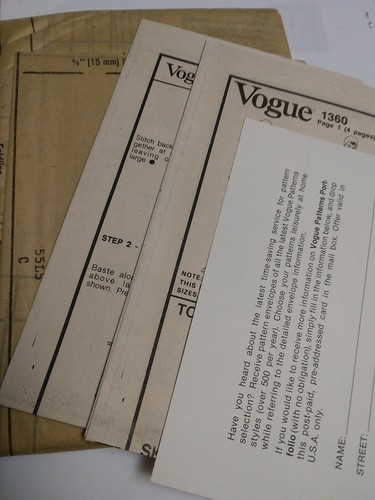 ⅝" (15 mm)
5515
C
Vog
Stitch back
gether at
leaving o
large ●
STEP 2 -
Baste alo
above la
shown. Pre
Vogue 1360
Page 1 (4 pages)
NOTE
THIS
SIZES
TO
Have you heard about the latest time-saving service for pattern
selection? Receive pattern envelopes of all the latest Vogue Patterns
styles (over 500 per year). Choose your patterns leisurely at home
while referring to the detailed envelope information.
If you would like to receive more information on Vogue Patterns Port-
folio (with no obligation), simply fill in the information below, and drop
this post-paid, pre-addressed card in the mail box. Offer valid in
U.S.A. only.
NAME:
STREET: